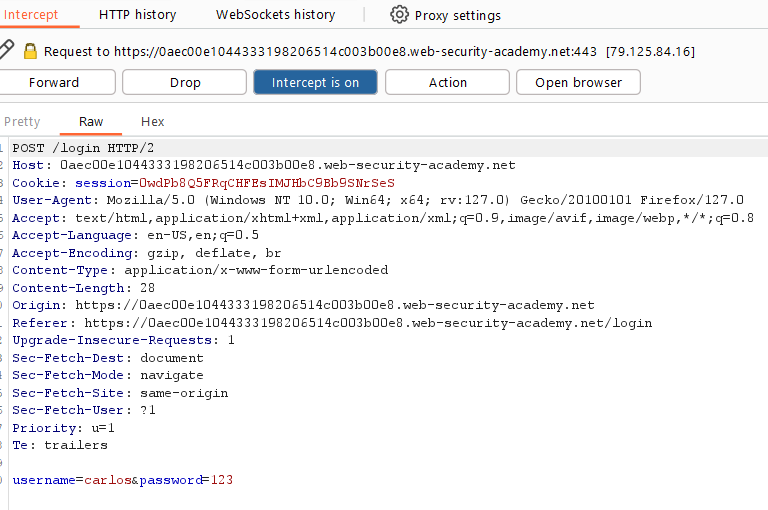 Intercept HTTP history WebSockets history Proxy settings
Request to https://0aec00e1044333198206514c003b00e8.web-security-academy.net:443 [79.125.84.16]
Forward Drop Intercept is on Action Open browser
Pretty Raw Hex
POST /login HTTP/2
Host: 0aec00e1044333198206514c003b00e8.web-security-academy.net
Cookie: session=0wdPb8Q5FRqCHFEsIMJHbC9Bb9SNrSeS
User-Agent: Mozilla/5.0 (Windows NT 10.0; Win64; x64; rv:127.0) Gecko/20100101 Firefox/127.0
Accept: text/html,application/xhtml+xml,application/xml;q=0.9,image/avif,image/webp,*/*;q=0.8
Accept-Language: en-US,en;q=0.5
Accept-Encoding: gzip, deflate, br
Content-Type: application/x-www-form-urlencoded
Content-Length: 28
Origin: https://0aec00e1044333198206514c003b00e8.web-security-academy.net
Referer: https://0aec00e1044333198206514c003b00e8.web-security-academy.net/login
Upgrade-Insecure-Requests: 1
Sec-Fetch-Dest: document
Sec-Fetch-Mode: navigate
Sec-Fetch-Site: same-origin
Sec-Fetch-User: ?1
Priority: u=1
Te: trailers
username=carlos&password=123